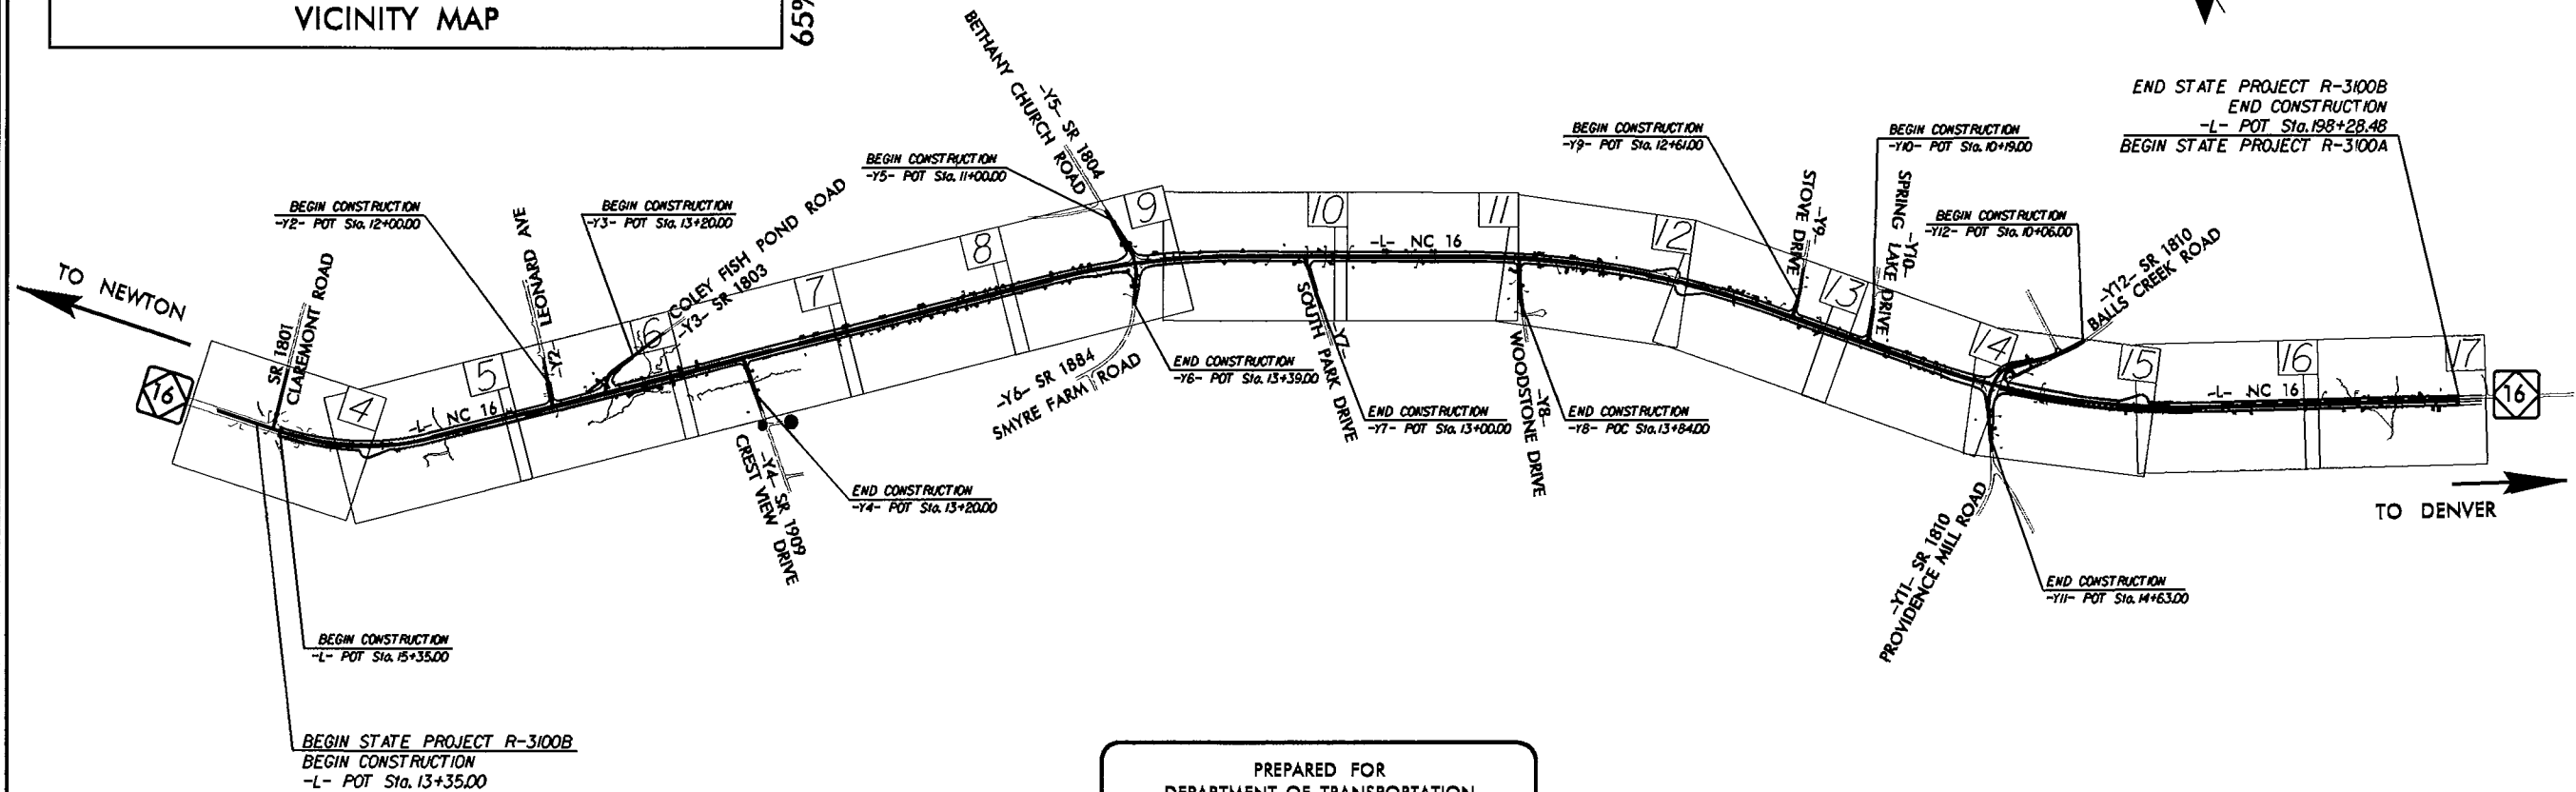 VICINITY MAP
65%
END STATE PROJECT R-3100B
END CONSTRUCTION
-L- POT Sta. 198+28.48
BEGIN STATE PROJECT R-3100A
BEGIN CONSTRUCTION
-Y9- POT Sta. 12+61.00
BEGIN CONSTRUCTION
-Y10- POT Sta. 10+19.00
BEGIN CONSTRUCTION
-Y5- POT Sta. 11+00.00
-Y5- SR 1804
BETHANY CHURCH ROAD
BEGIN CONSTRUCTION
-Y2- POT Sta. 12+00.00
BEGIN CONSTRUCTION
-Y3- POT Sta. 13+20.00
BEGIN CONSTRUCTION
-Y12- POT Sta. 10+06.00
TO NEWTON
16
SR 1801
CLAREMONT ROAD
4
-L- NC 16
5
-Y2- LEONARD AVE
6
COLEY FISH POND ROAD
-Y3- SR 1803
7
8
9
10
-L- NC 16
11
12
STOVE DRIVE
-Y9-
13
SPRING LAKE DRIVE
-Y10-
14
-Y12- SR 1810
BALLS CREEK ROAD
15
-L- NC 16
16
17
16
TO DENVER
-Y6- SR 1884
SMYRE FARM ROAD
END CONSTRUCTION
-Y6- POT Sta. 13+39.00
SOUTH PARK DRIVE
-Y7-
END CONSTRUCTION
-Y7- POT Sta. 13+00.00
WOODSTONE DRIVE
-Y8-
END CONSTRUCTION
-Y8- POC Sta. 13+84.00
-Y4- SR 1909
CREST VIEW DRIVE
END CONSTRUCTION
-Y4- POT Sta. 13+20.00
-Y11- SR 1810
PROVIDENCE MILL ROAD
END CONSTRUCTION
-Y11- POT Sta. 14+63.00
BEGIN CONSTRUCTION
-L- POT Sta. 15+35.00
BEGIN STATE PROJECT R-3100B
BEGIN CONSTRUCTION
-L- POT Sta. 13+35.00
PREPARED FOR
DEPARTMENT OF TRANSPORTATION